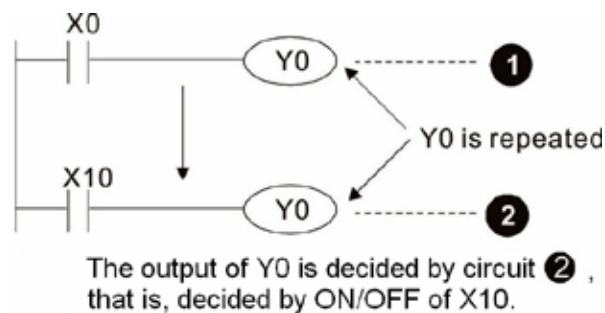 X0
Y0
1
Y0 is repeated
X10
Y0
2
The output of Y0 is decided by circuit 2 ,
that is, decided by ON/OFF of X10.